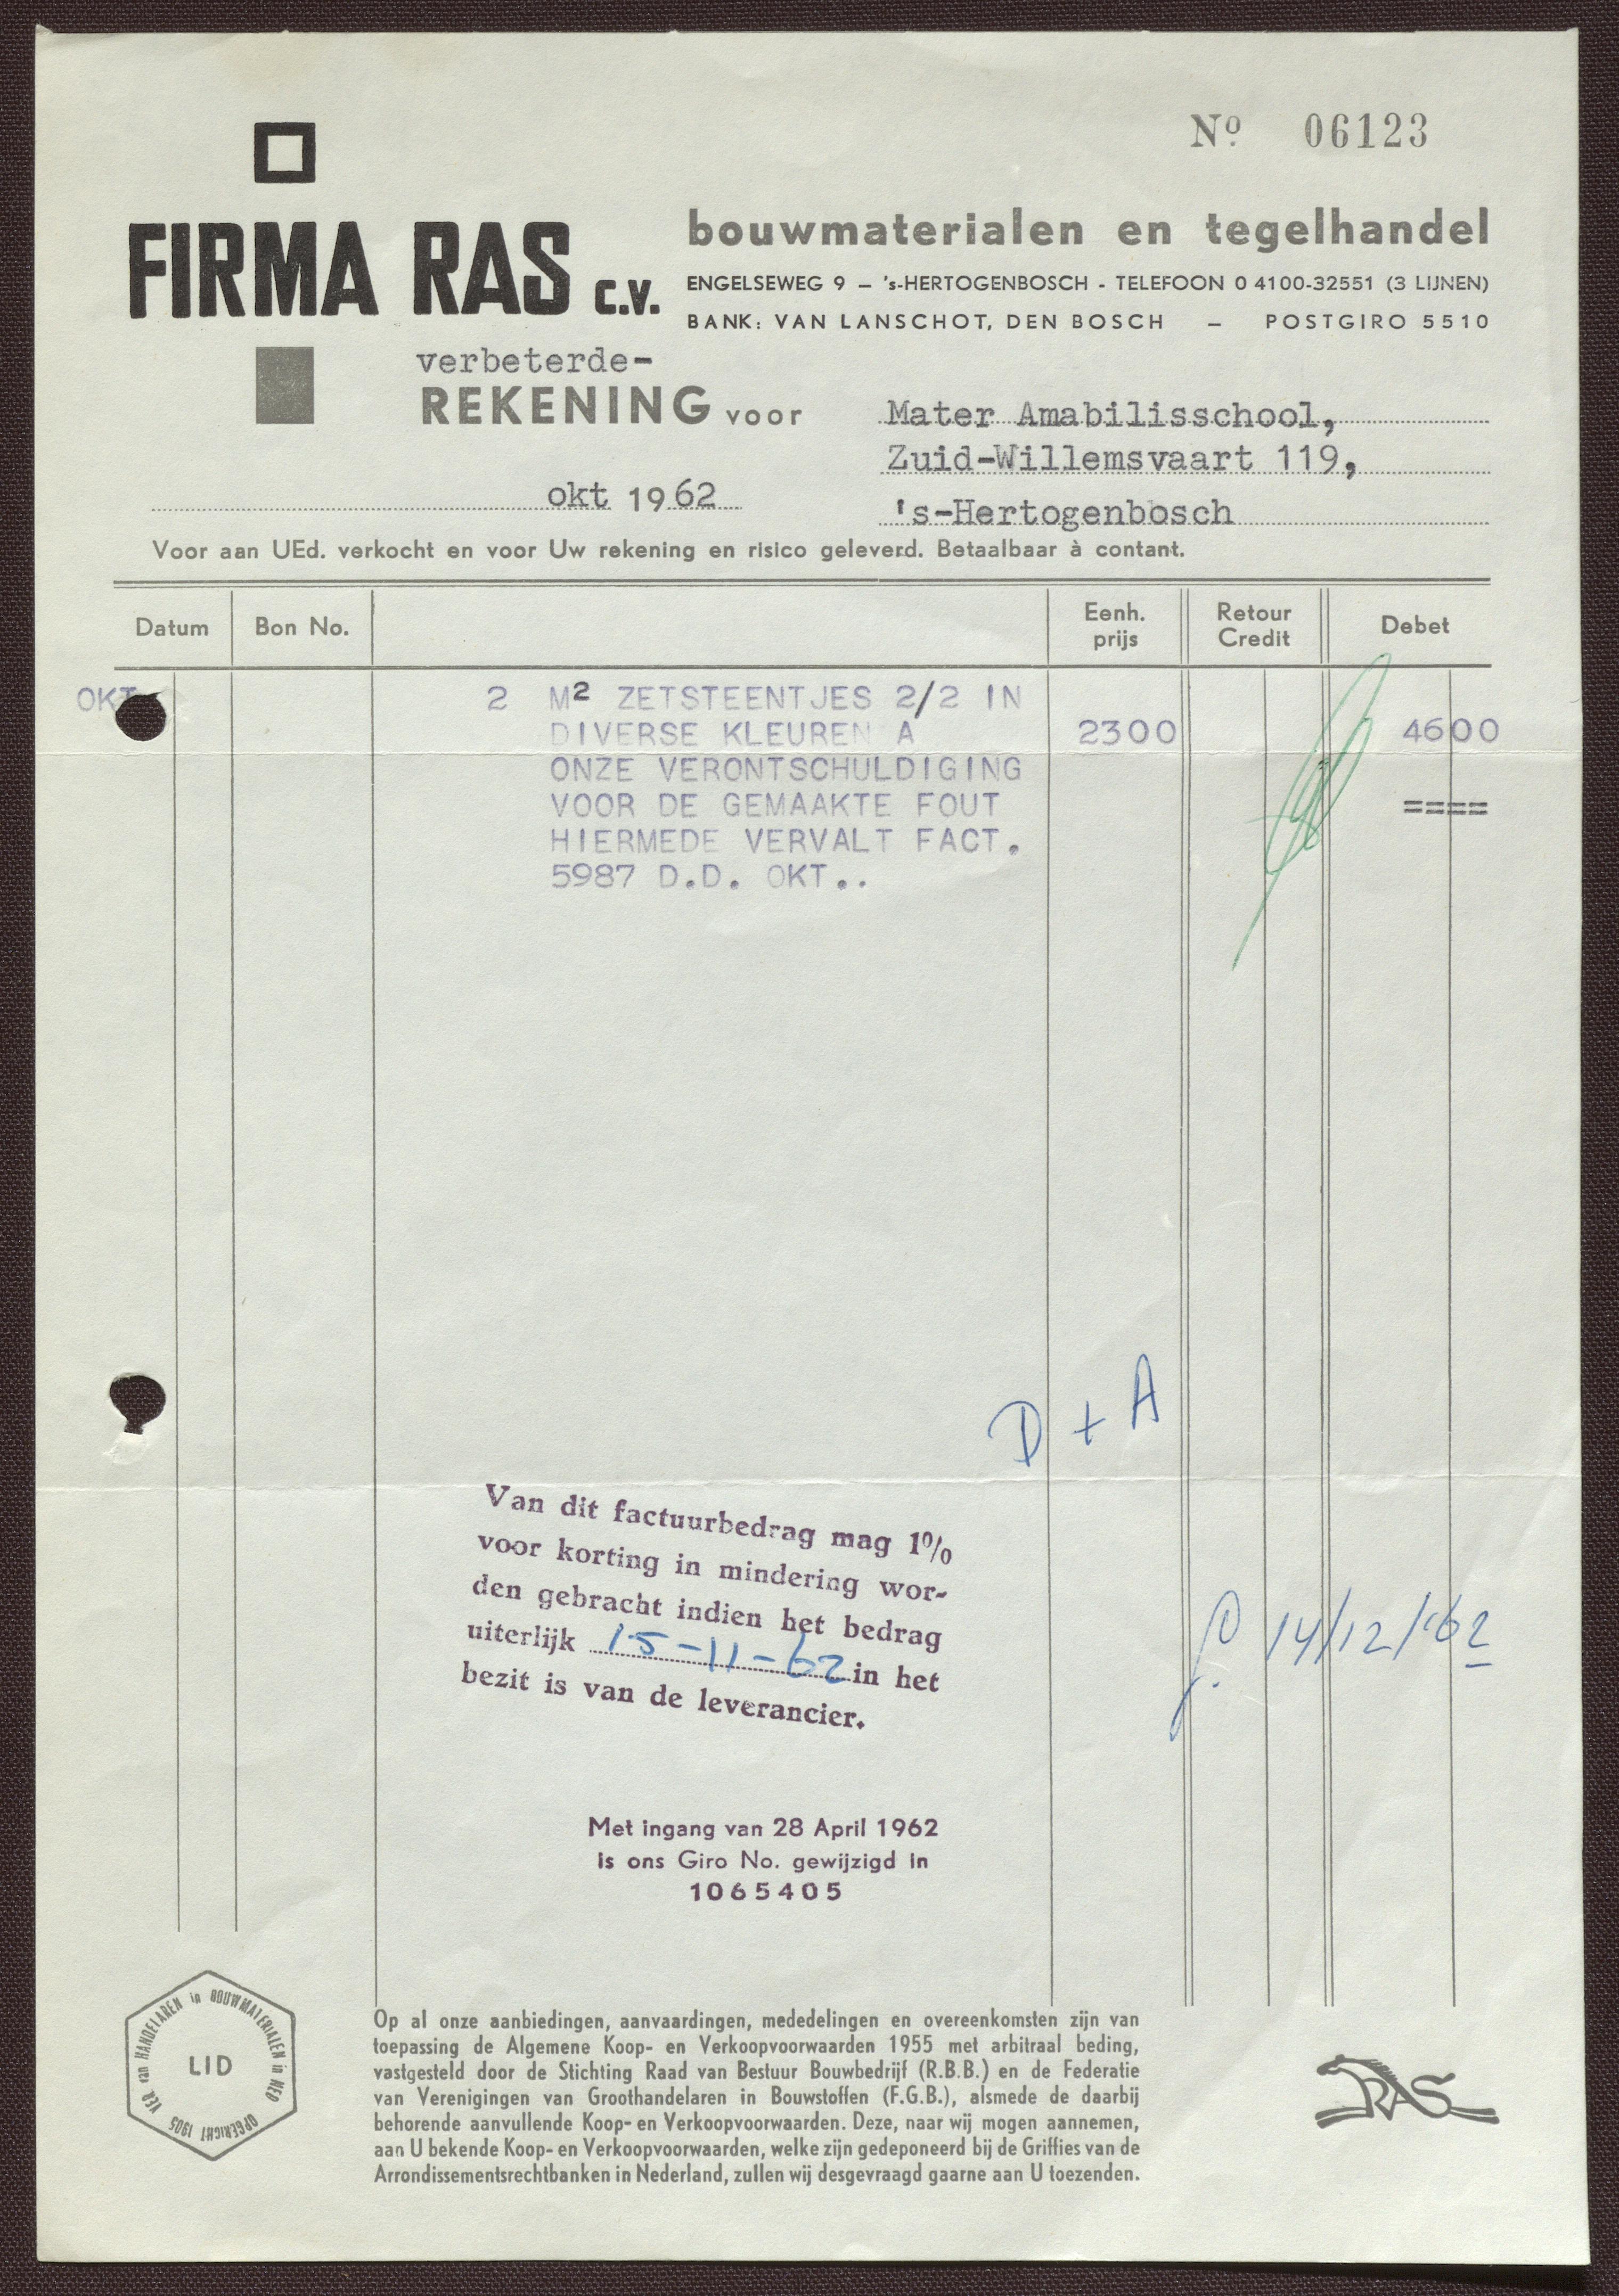 Nº 06123
FIRMA RAS C.V.
bouwmaterialen en tegelhandel
ENGELSEWEG 9 – 's-HERTOGENBOSCH - TELEFOON 0 4100-32551 (3 LIJNEN)
BANK: VAN LANSCHOT, DEN BOSCH – POSTGIRO 5510
verbeterde-
REKENING voor
Mater Amabilisschool,
Zuid-Willemsvaart 119,
's-Hertogenbosch
okt 1962
Voor aan UEd. verkocht en voor Uw rekening en risico geleverd. Betaalbaar à contant.
Datum Bon No. Eenh. prijs Retour Credit Debet
OKT 2 M² ZETSTEENTJES 2/2 IN
DIVERSE KLEUREN A 2300 4600
ONZE VERONTSCHULDIGING
VOOR DE GEMAAKTE FOUT ====
HIERMEDE VERVALT FACT.
5987 D.D. OKT..
D + A
Van dit factuurbedrag mag 1%
voor korting in mindering wor-
den gebracht indien het bedrag
uiterlijk 15-11-62 in het
bezit is van de leverancier.
14/12/'62
Met ingang van 28 April 1962
is ons Giro No. gewijzigd in
1065405
VER van HANDELAREN in BOUWMATERIALEN in NED
OPGERICHT 1905
LID
Op al onze aanbiedingen, aanvaardingen, mededelingen en overeenkomsten zijn van
toepassing de Algemene Koop- en Verkoopvoorwaarden 1955 met arbitraal beding,
vastgesteld door de Stichting Raad van Bestuur Bouwbedrijf (R.B.B.) en de Federatie
van Verenigingen van Groothandelaren in Bouwstoffen (F.G.B.), alsmede de daarbij
behorende aanvullende Koop- en Verkoopvoorwaarden. Deze, naar wij mogen aannemen,
aan U bekende Koop- en Verkoopvoorwaarden, welke zijn gedeponeerd bij de Griffies van de
Arrondissementsrechtbanken in Nederland, zullen wij desgevraagd gaarne aan U toezenden.
RAS